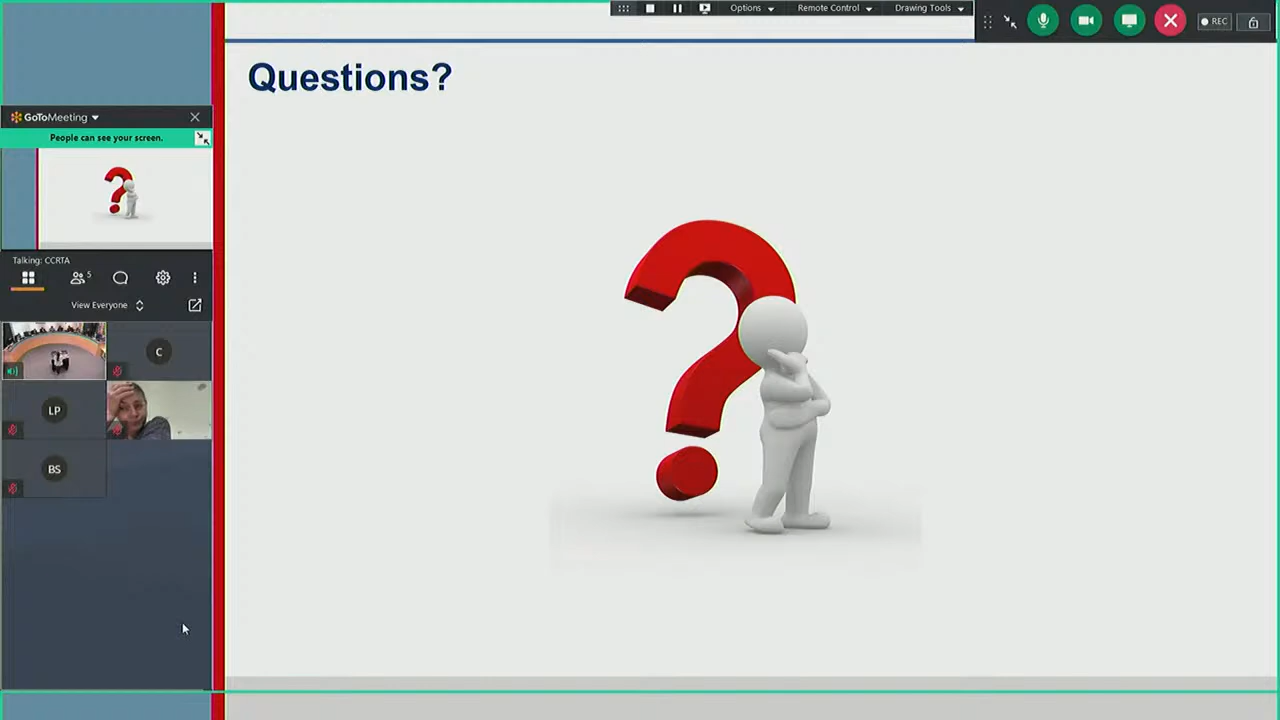 Options
Remote Control
Drawing Tools
REC
Questions?
GoToMeeting
People can see your screen.
Talking: CCRTA
5
View Everyone
C
LP
BS